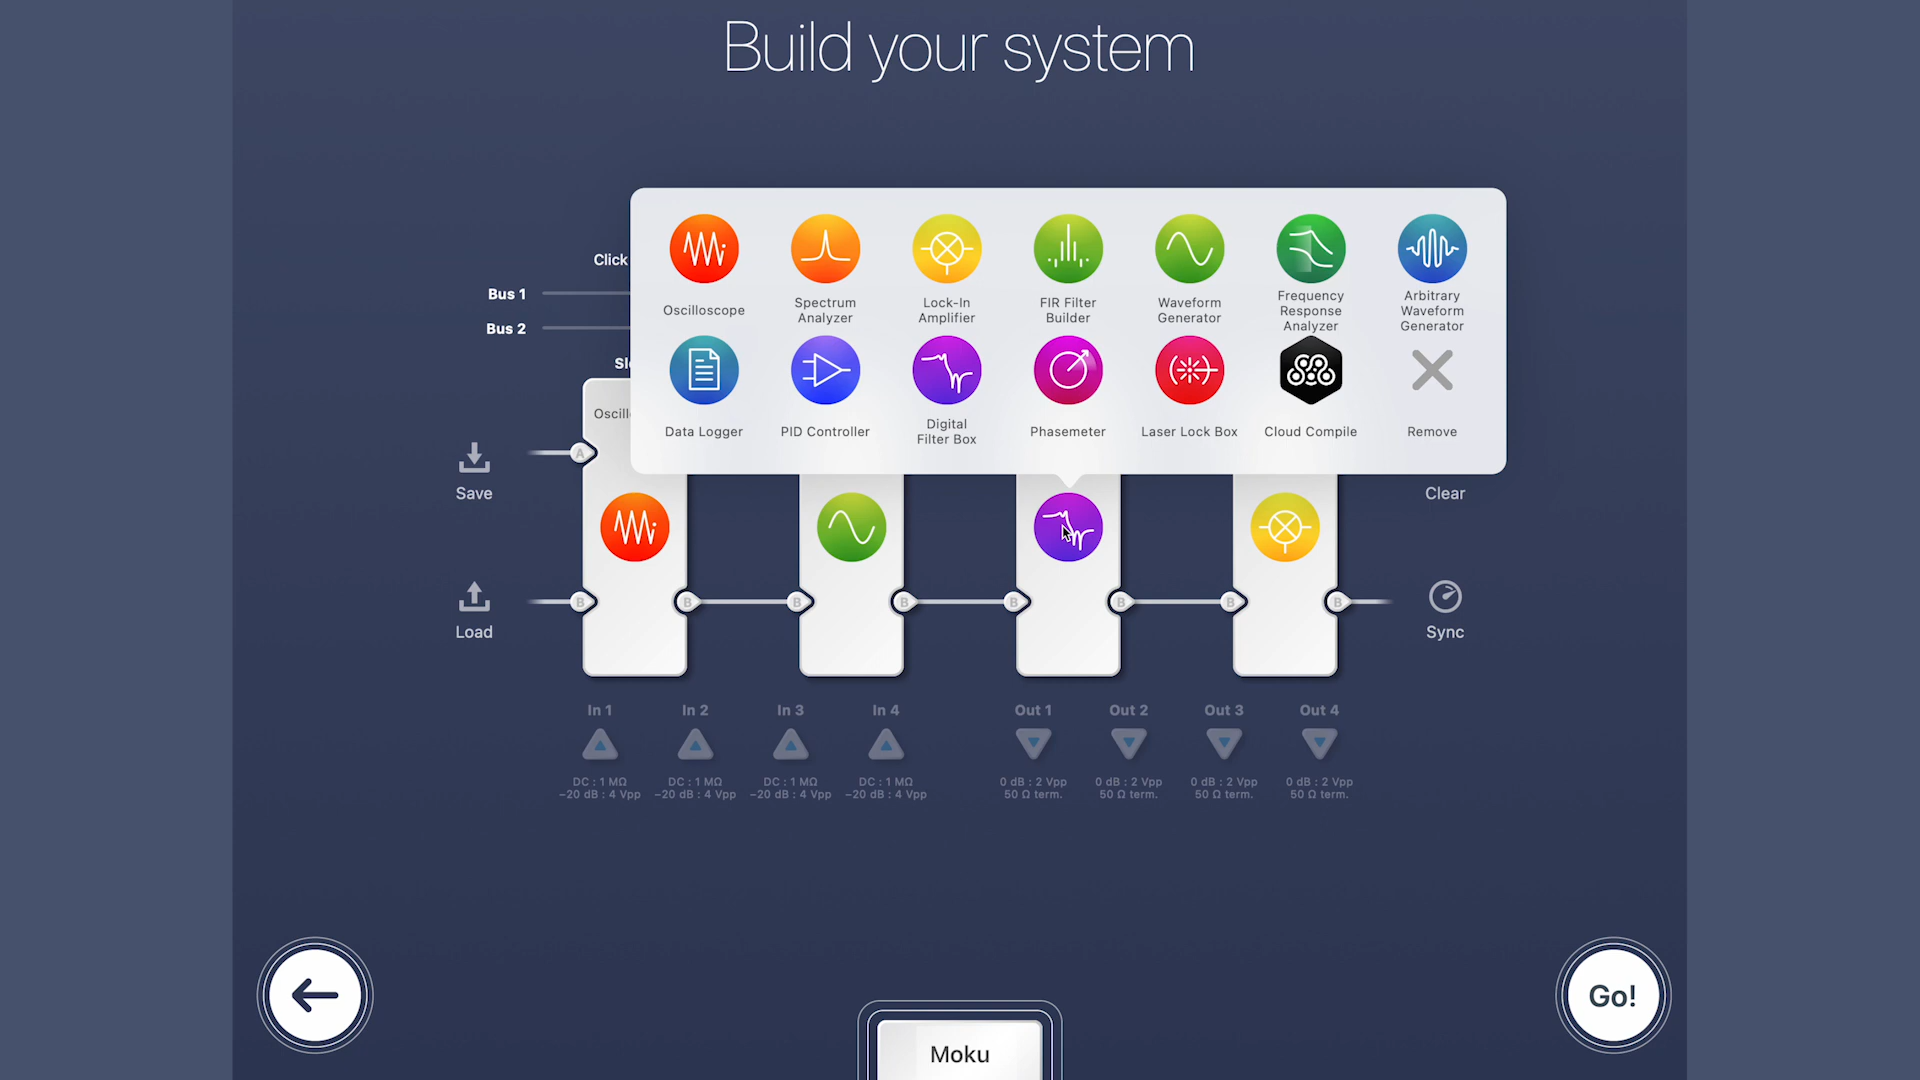 Build your system
Click
Bus 1
Bus 2
Oscilloscope
Spectrum
Analyzer
Lock-In
Amplifier
FIR Filter
Builder
Waveform
Generator
Frequency
Response
Analyzer
Arbitrary
Waveform
Generator
Data Logger
PID Controller
Digital
Filter Box
Phasemeter
Laser Lock Box
Cloud Compile
Remove
A
Save
Clear
B B B B B B B B
Load
Sync
In 1 In 2 In 3 In 4 Out 1 Out 2 Out 3 Out 4
DC : 1 MΩ DC : 1 MΩ DC : 1 MΩ DC : 1 MΩ 0 dB : 2 Vpp 0 dB : 2 Vpp 0 dB : 2 Vpp 0 dB : 2 Vpp
−20 dB : 4 Vpp −20 dB : 4 Vpp −20 dB : 4 Vpp −20 dB : 4 Vpp 50 Ω term. 50 Ω term. 50 Ω term. 50 Ω term.
Go!
Moku